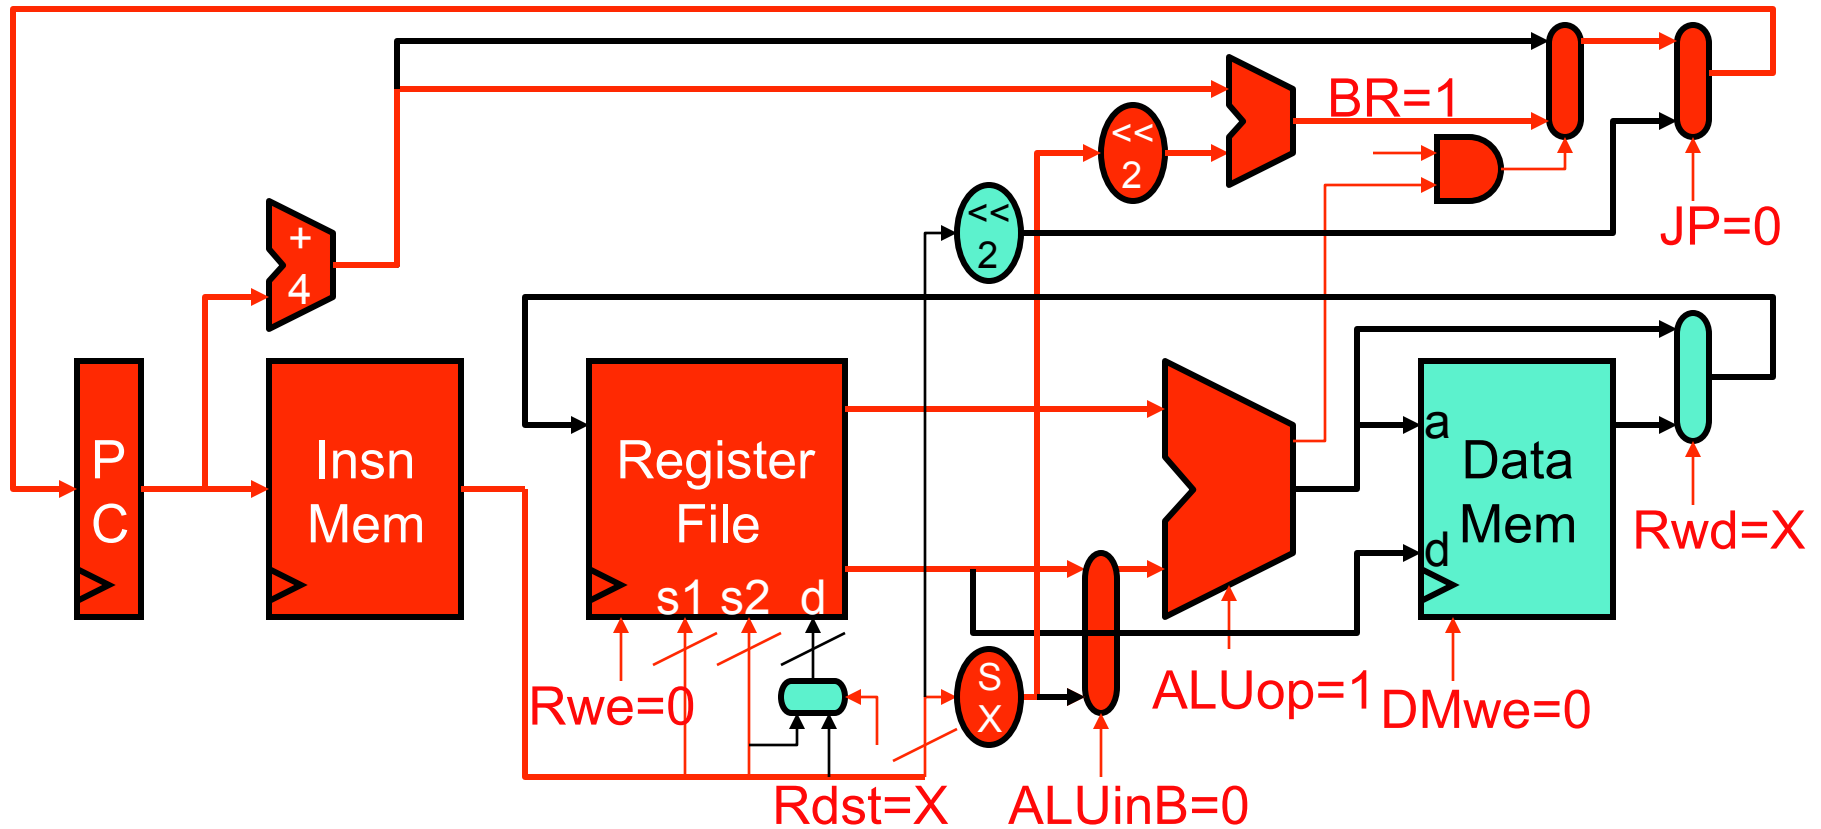 BR=1
<<
2
<<
2
JP=0
+
4
P
C
Insn
Mem
Register
File
s1 s2 d
a
Data
Mem
d
Rwd=X
S
X
Rwe=0
ALUop=1
DMwe=0
Rdst=X
ALUinB=0